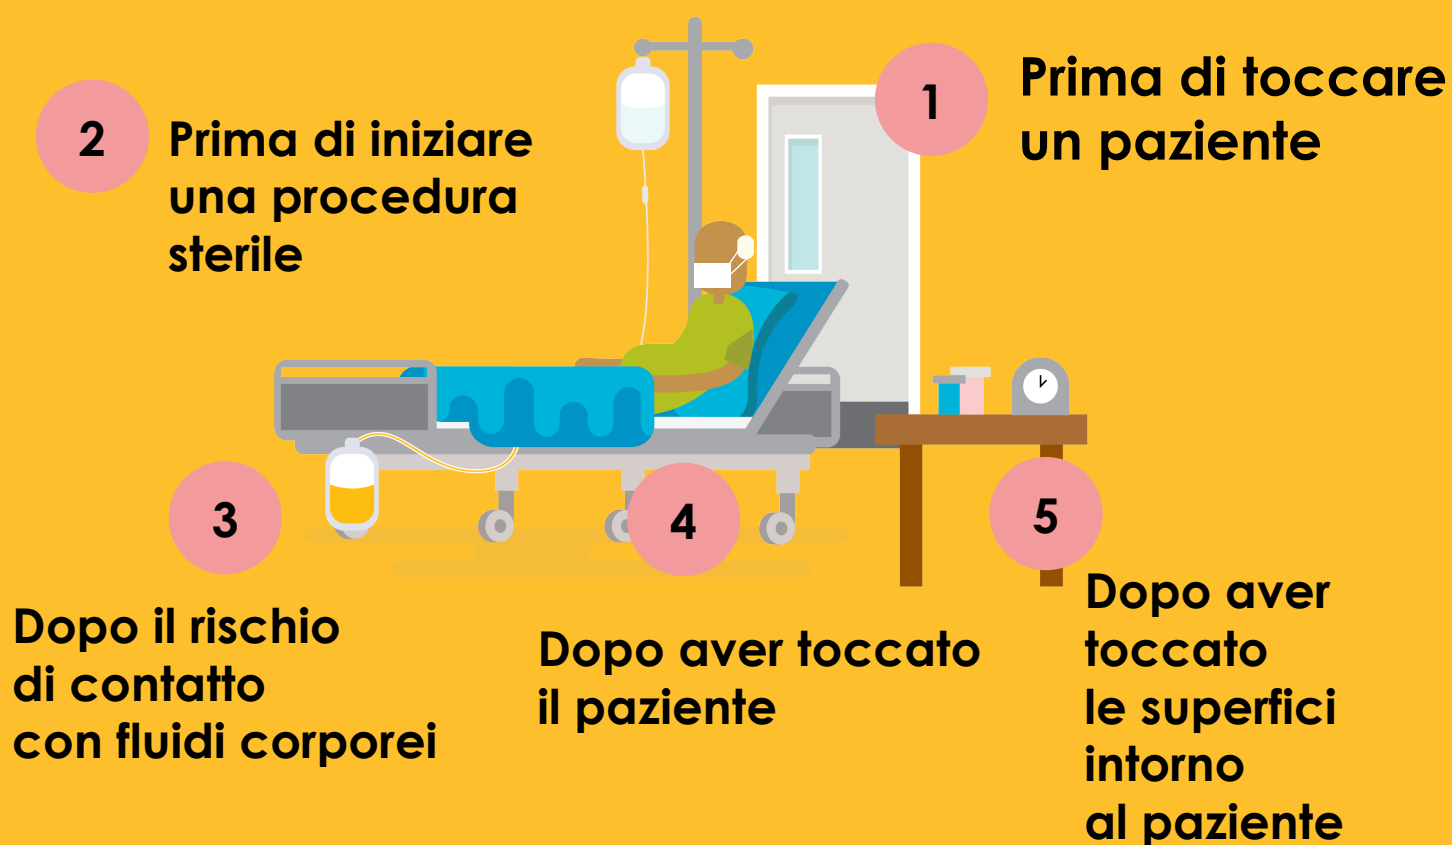 1
Prima di toccare
un paziente
2
Prima di iniziare
una procedura
sterile
3
Dopo il rischio
di contatto
con fluidi corporei
4
Dopo aver toccato
il paziente
5
Dopo aver
toccato
le superfici
intorno
al paziente